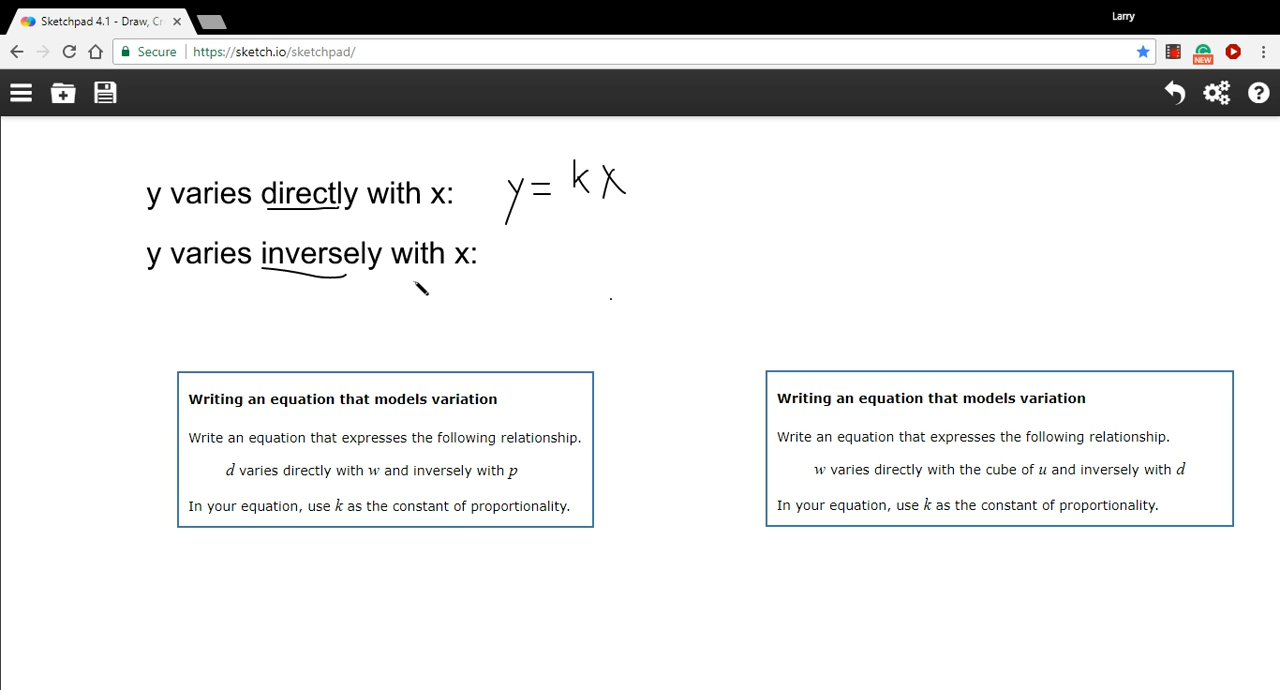 Sketchpad 4.1 - Draw, Cr
Larry
Secure https://sketch.io/sketchpad/
NEW
y varies directly with x: y = kx
y varies inversely with x:
Writing an equation that models variation
Write an equation that expresses the following relationship.
d varies directly with w and inversely with p
In your equation, use k as the constant of proportionality.
Writing an equation that models variation
Write an equation that expresses the following relationship.
w varies directly with the cube of u and inversely with d
In your equation, use k as the constant of proportionality.